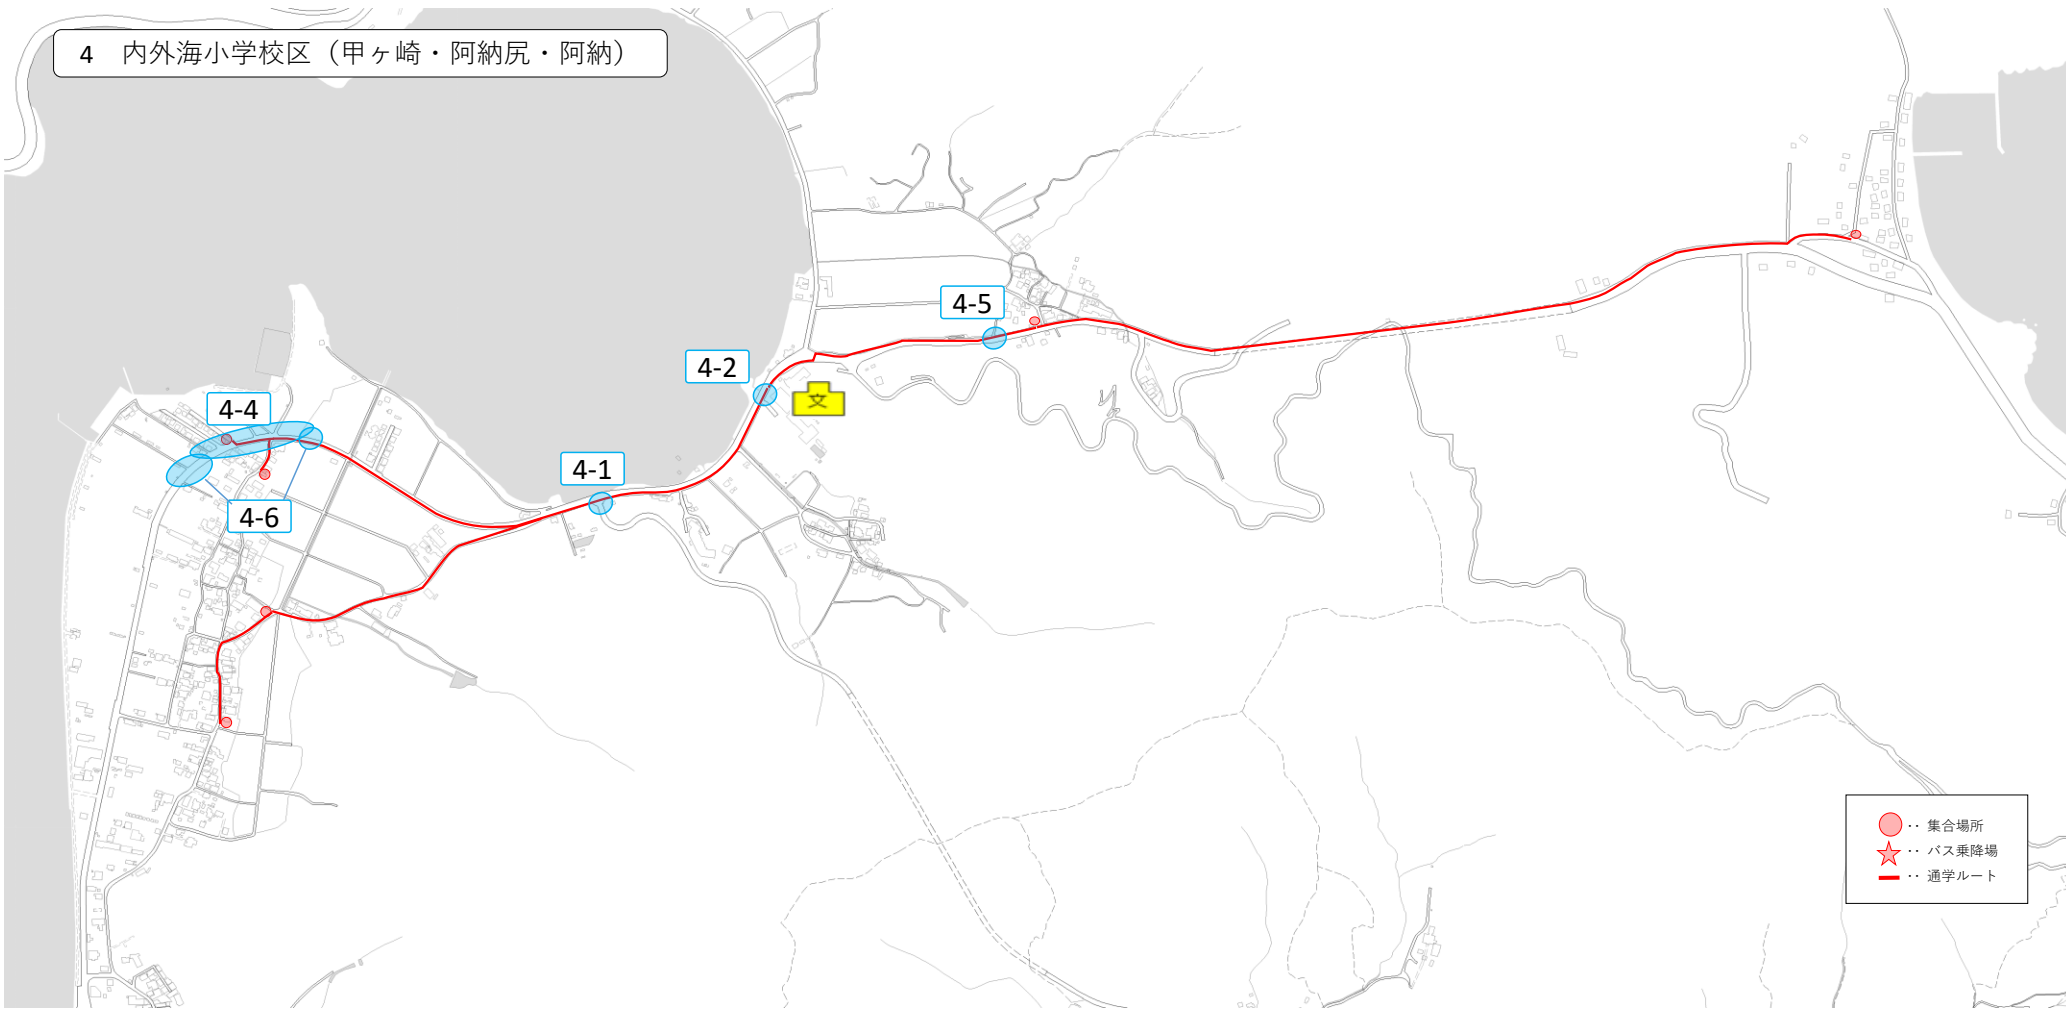 4 内外海小学校区（甲ヶ崎・阿納尻・阿納）
4-5
4-2
文
4-4
4-1
4-6
‥ 集合場所
‥ バス乗降場
‥ 通学ルート